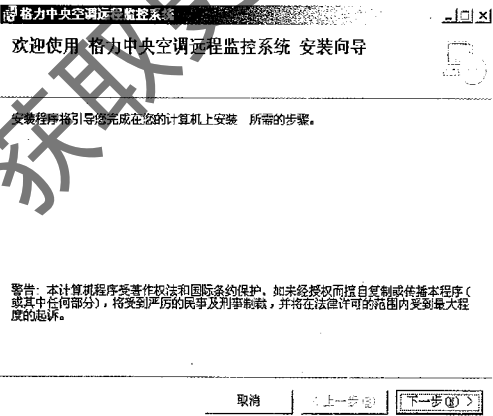 格力中央空调远程监控系统
欢迎使用 格力中央空调远程监控系统 安装向导
安装程序将引导您完成在您的计算机上安装 所需的步骤。
警告: 本计算机程序受著作权法和国际条约保护。如未经授权而擅自复制或传播本程序(
或其中任何部分),将受到严厉的民事及刑事制裁,并将在法律许可的范围内受到最大程
度的起诉。
取消 <上一步(B) 下一步(N) >
获取更